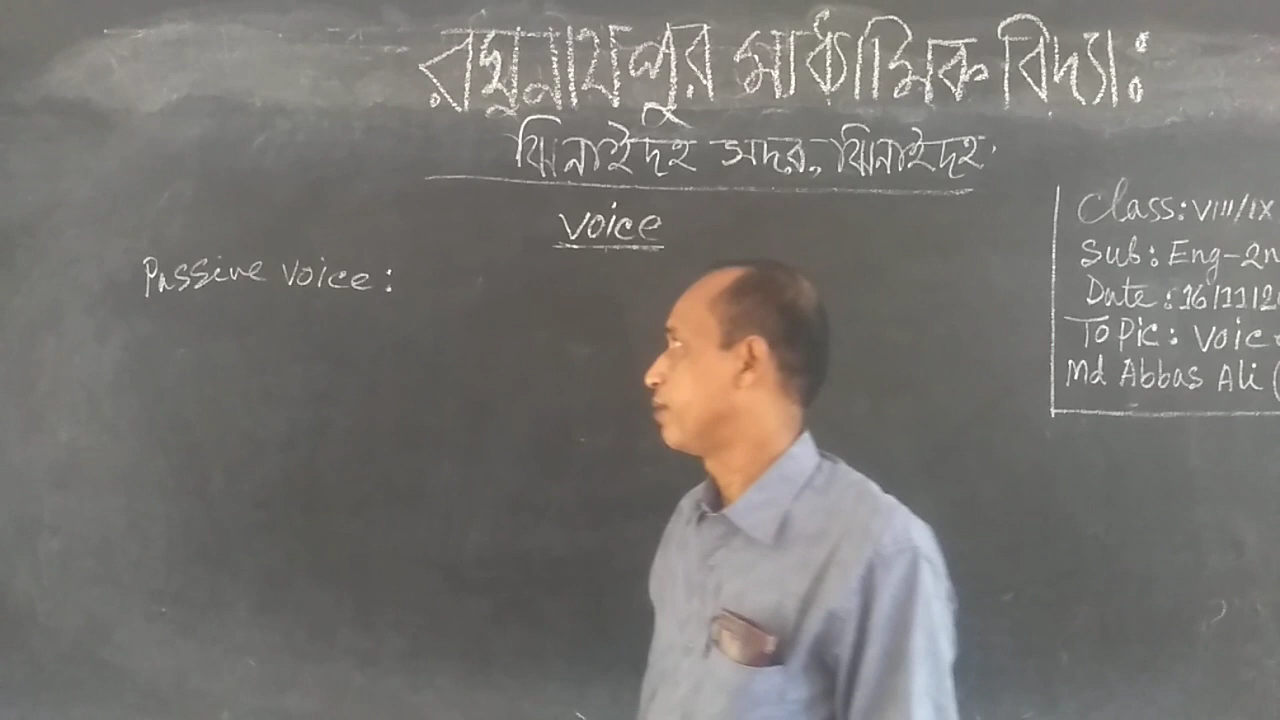 রঘুনাথপুর মাধ্যমিক বিদ্যাঃ
ঝিনাইদহ সদর, ঝিনাইদহ
Voice
Passive voice:
Class: VIII/IX
Sub: Eng-2n
Date: 16/11/2
Topic: Voice
Md Abbas Ali (